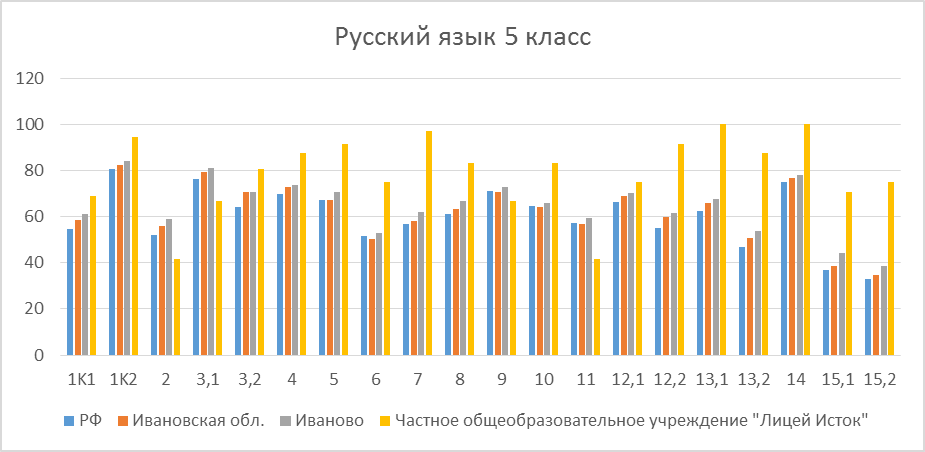 Русский язык 5 класс
120
100
80
60
40
20
0
1К1 1К2 2 3,1 3,2 4 5 6 7 8 9 10 11 12,1 12,2 13,1 13,2 14 15,1 15,2
РФ Ивановская обл. Иваново Частное общеобразовательное учреждение "Лицей Исток"